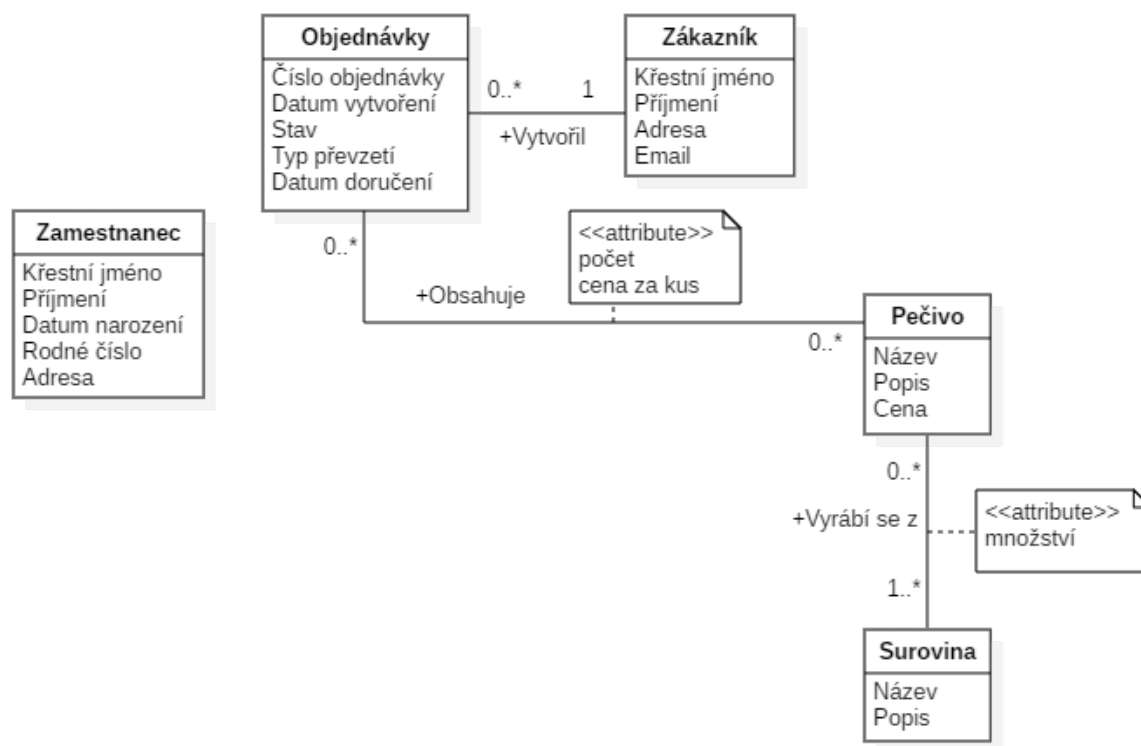 Objednávky
Číslo objednávky
Datum vytvoření
Stav
Typ převzetí
Datum doručení
0..*
1
+Vytvořil
Zákazník
Křestní jméno
Příjmení
Adresa
Email
Zamestnanec
Křestní jméno
Příjmení
Datum narození
Rodné číslo
Adresa
0..*
+Obsahuje
<<attribute>>
počet
cena za kus
0..*
Pečivo
Název
Popis
Cena
0..*
+Vyrábí se z
<<attribute>>
množství
1..*
Surovina
Název
Popis